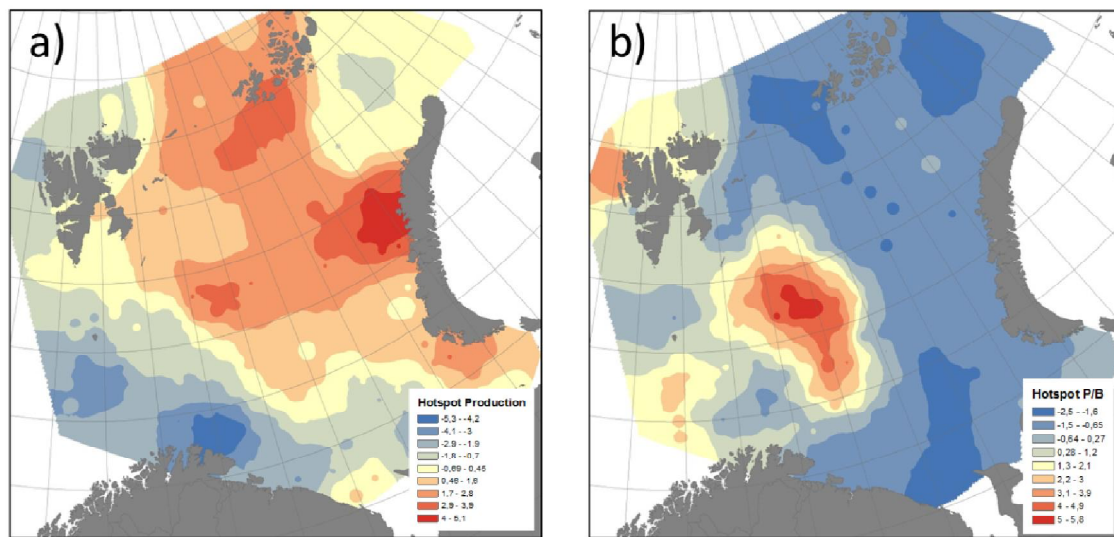 a)
Hotspot Production
-5,3 - -4,2
-4,1 - -3
-2,9 - -1,9
-1,8 - -0,7
-0,69 - 0,45
0,46 - 1,6
1,7 - 2,8
2,9 - 3,9
4 - 5,1
b)
Hotspot P/B
-2,5 - -1,6
-1,5 - -0,65
-0,64 - 0,27
0,28 - 1,2
1,3 - 2,1
2,2 - 3
3,1 - 3,9
4 - 4,9
5 - 5,8